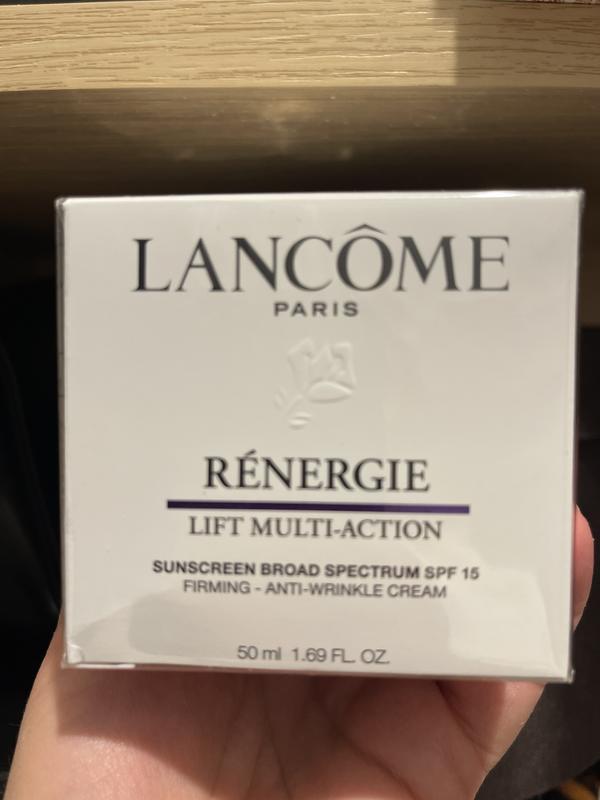 LANCÔME
PARIS
RÉNERGIE
LIFT MULTI-ACTION
SUNSCREEN BROAD SPECTRUM SPF 15
FIRMING - ANTI-WRINKLE CREAM
50 ml 1.69 FL. OZ.